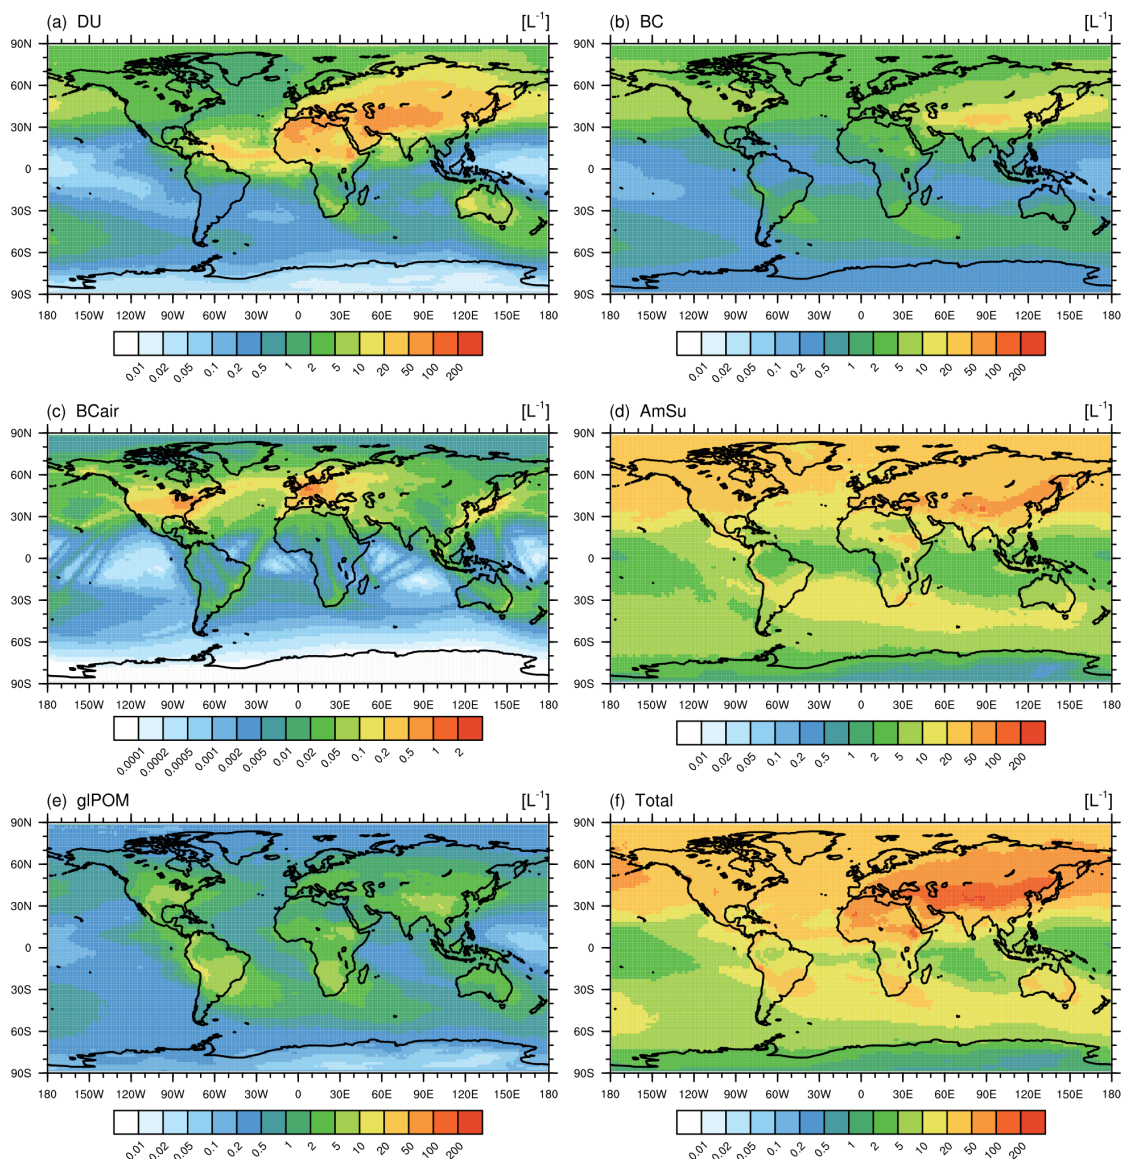 (a) DU [L⁻¹] (b) BC [L⁻¹]
90N 90N
60N 60N
30N 30N
0 0
30S 30S
60S 60S
90S 90S
180 150W 120W 90W 60W 30W 0 30E 60E 90E 120E 150E 180 180 150W 120W 90W 60W 30W 0 30E 60E 90E 120E 150E 180
0.01 0.02 0.05 0.1 0.2 0.5 1 2 5 10 20 50 100 200 0.01 0.02 0.05 0.1 0.2 0.5 1 2 5 10 20 50 100 200
(c) BCair [L⁻¹] (d) AmSu [L⁻¹]
90N 90N
60N 60N
30N 30N
0 0
30S 30S
60S 60S
90S 90S
180 150W 120W 90W 60W 30W 0 30E 60E 90E 120E 150E 180 180 150W 120W 90W 60W 30W 0 30E 60E 90E 120E 150E 180
0.0001 0.0002 0.0005 0.001 0.002 0.005 0.01 0.02 0.05 0.1 0.2 0.5 1 2 0.01 0.02 0.05 0.1 0.2 0.5 1 2 5 10 20 50 100 200
(e) glPOM [L⁻¹] (f) Total [L⁻¹]
90N 90N
60N 60N
30N 30N
0 0
30S 30S
60S 60S
90S 90S
180 150W 120W 90W 60W 30W 0 30E 60E 90E 120E 150E 180 180 150W 120W 90W 60W 30W 0 30E 60E 90E 120E 150E 180
0.01 0.02 0.05 0.1 0.2 0.5 1 2 5 10 20 50 100 200 0.01 0.02 0.05 0.1 0.2 0.5 1 2 5 10 20 50 100 200